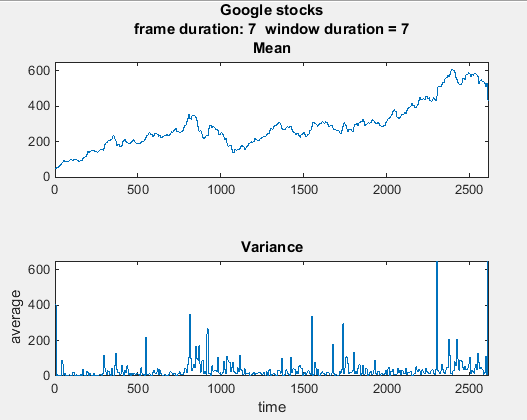 Google stocks
frame duration: 7 window duration = 7
Mean
600
400
200
0
0 500 1000 1500 2000 2500
Variance
600
400
200
0
average
0 500 1000 1500 2000 2500
time